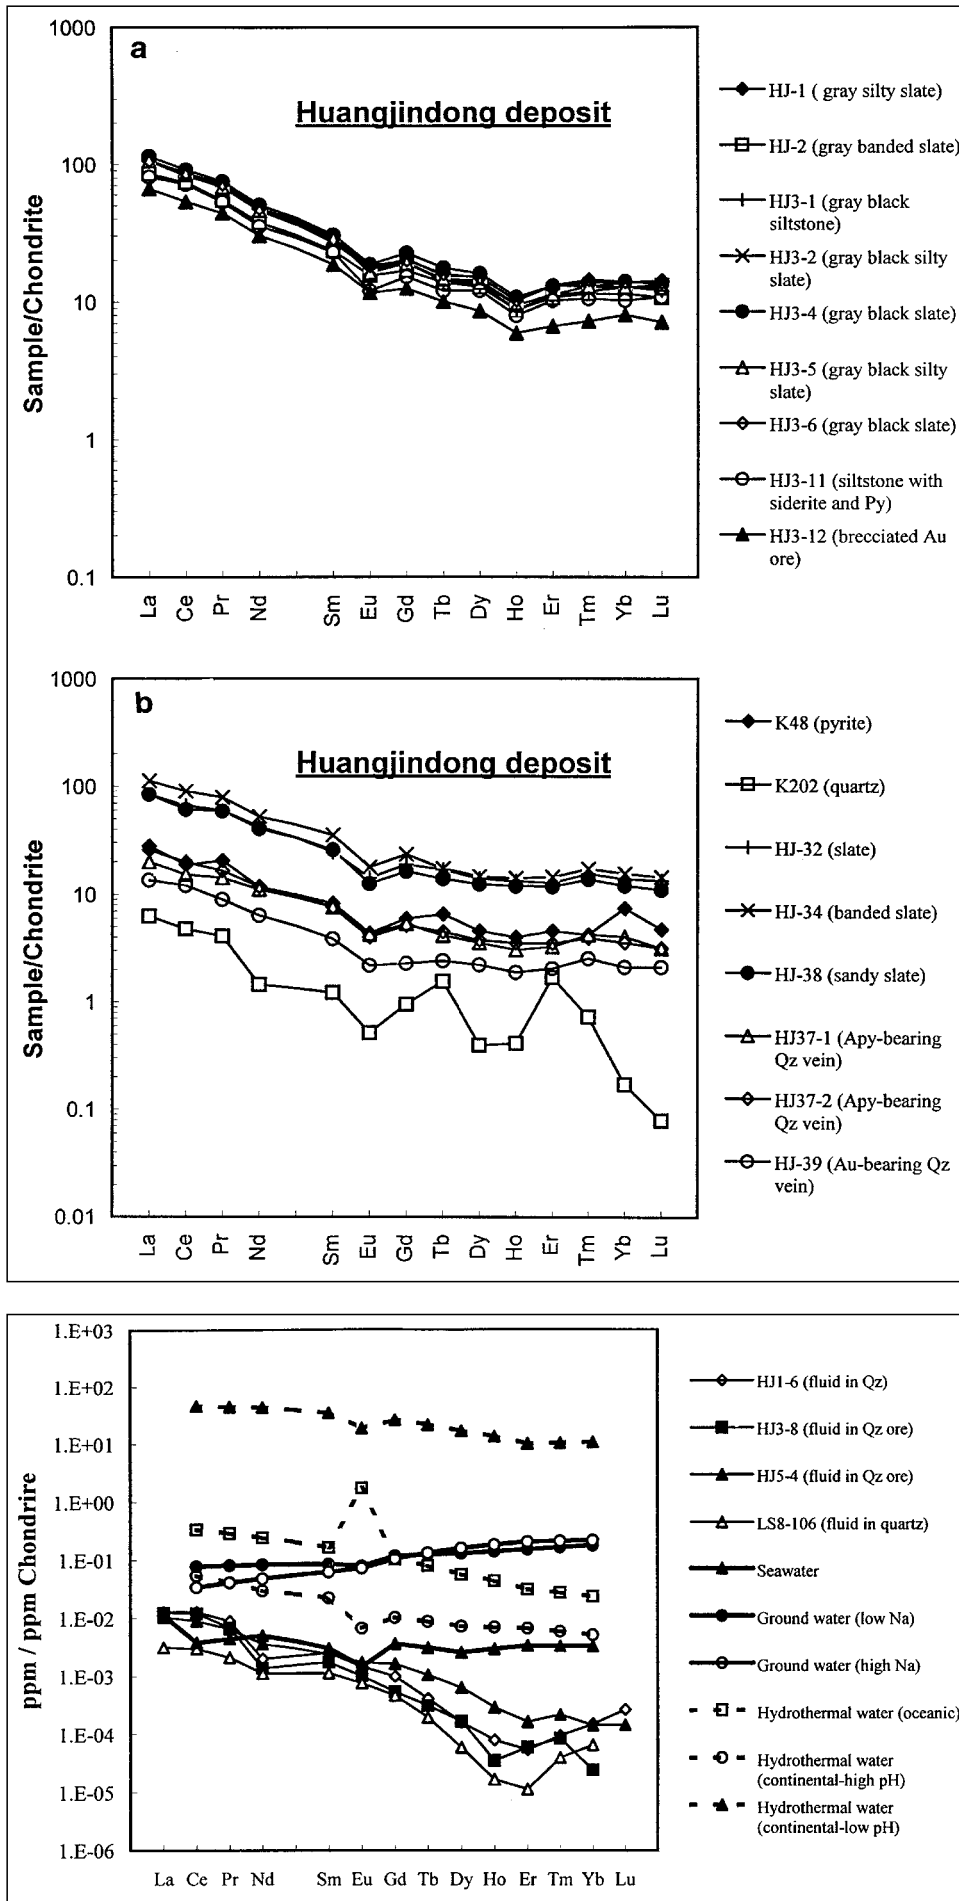 1000
a
Huangjindong deposit
100
10
1
0.1
Sample/Chondrite
La Ce Pr Nd Sm Eu Gd Tb Dy Ho Er Tm Yb Lu
HJ-1 ( gray silty slate)
HJ-2 (gray banded slate)
HJ3-1 (gray black
siltstone)
HJ3-2 (gray black silty
slate)
HJ3-4 (gray black slate)
HJ3-5 (gray black silty
slate)
HJ3-6 (gray black slate)
HJ3-11 (siltstone with
siderite and Py)
HJ3-12 (brecciated Au
ore)
1000
b
Huangjindong deposit
100
10
1
0.1
0.01
Sample/Chondrite
La Ce Pr Nd Sm Eu Gd Tb Dy Ho Er Tm Yb Lu
K48 (pyrite)
K202 (quartz)
HJ-32 (slate)
HJ-34 (banded slate)
HJ-38 (sandy slate)
HJ37-1 (Apy-bearing
Qz vein)
HJ37-2 (Apy-bearing
Qz vein)
HJ-39 (Au-bearing Qz
vein)
1.E+03
1.E+02
1.E+01
1.E+00
1.E-01
1.E-02
1.E-03
1.E-04
1.E-05
1.E-06
ppm / ppm Chondrire
La Ce Pr Nd Sm Eu Gd Tb Dy Ho Er Tm Yb Lu
HJ1-6 (fluid in Qz)
HJ3-8 (fluid in Qz ore)
HJ5-4 (fluid in Qz ore)
LS8-106 (fluid in quartz)
Seawater
Ground water (low Na)
Ground water (high Na)
Hydrothermal water (oceanic)
Hydrothermal water
(continental-high pH)
Hydrothermal water
(continental-low pH)